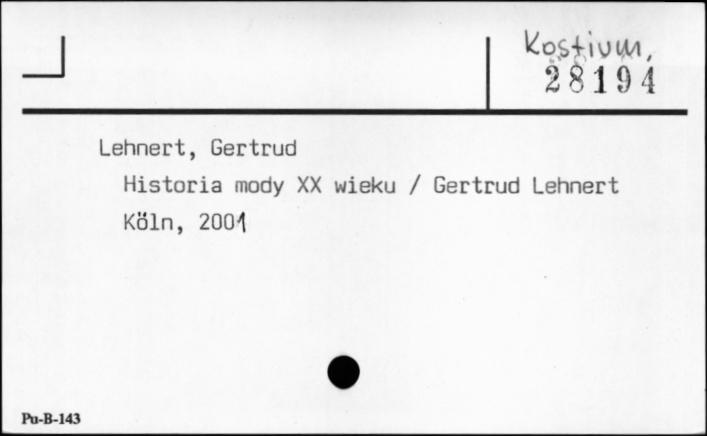 Kostium,
28194
Lehnert, Gertrud
Historia mody XX wieku / Gertrud Lehnert
Köln, 2001
Pu-B-143